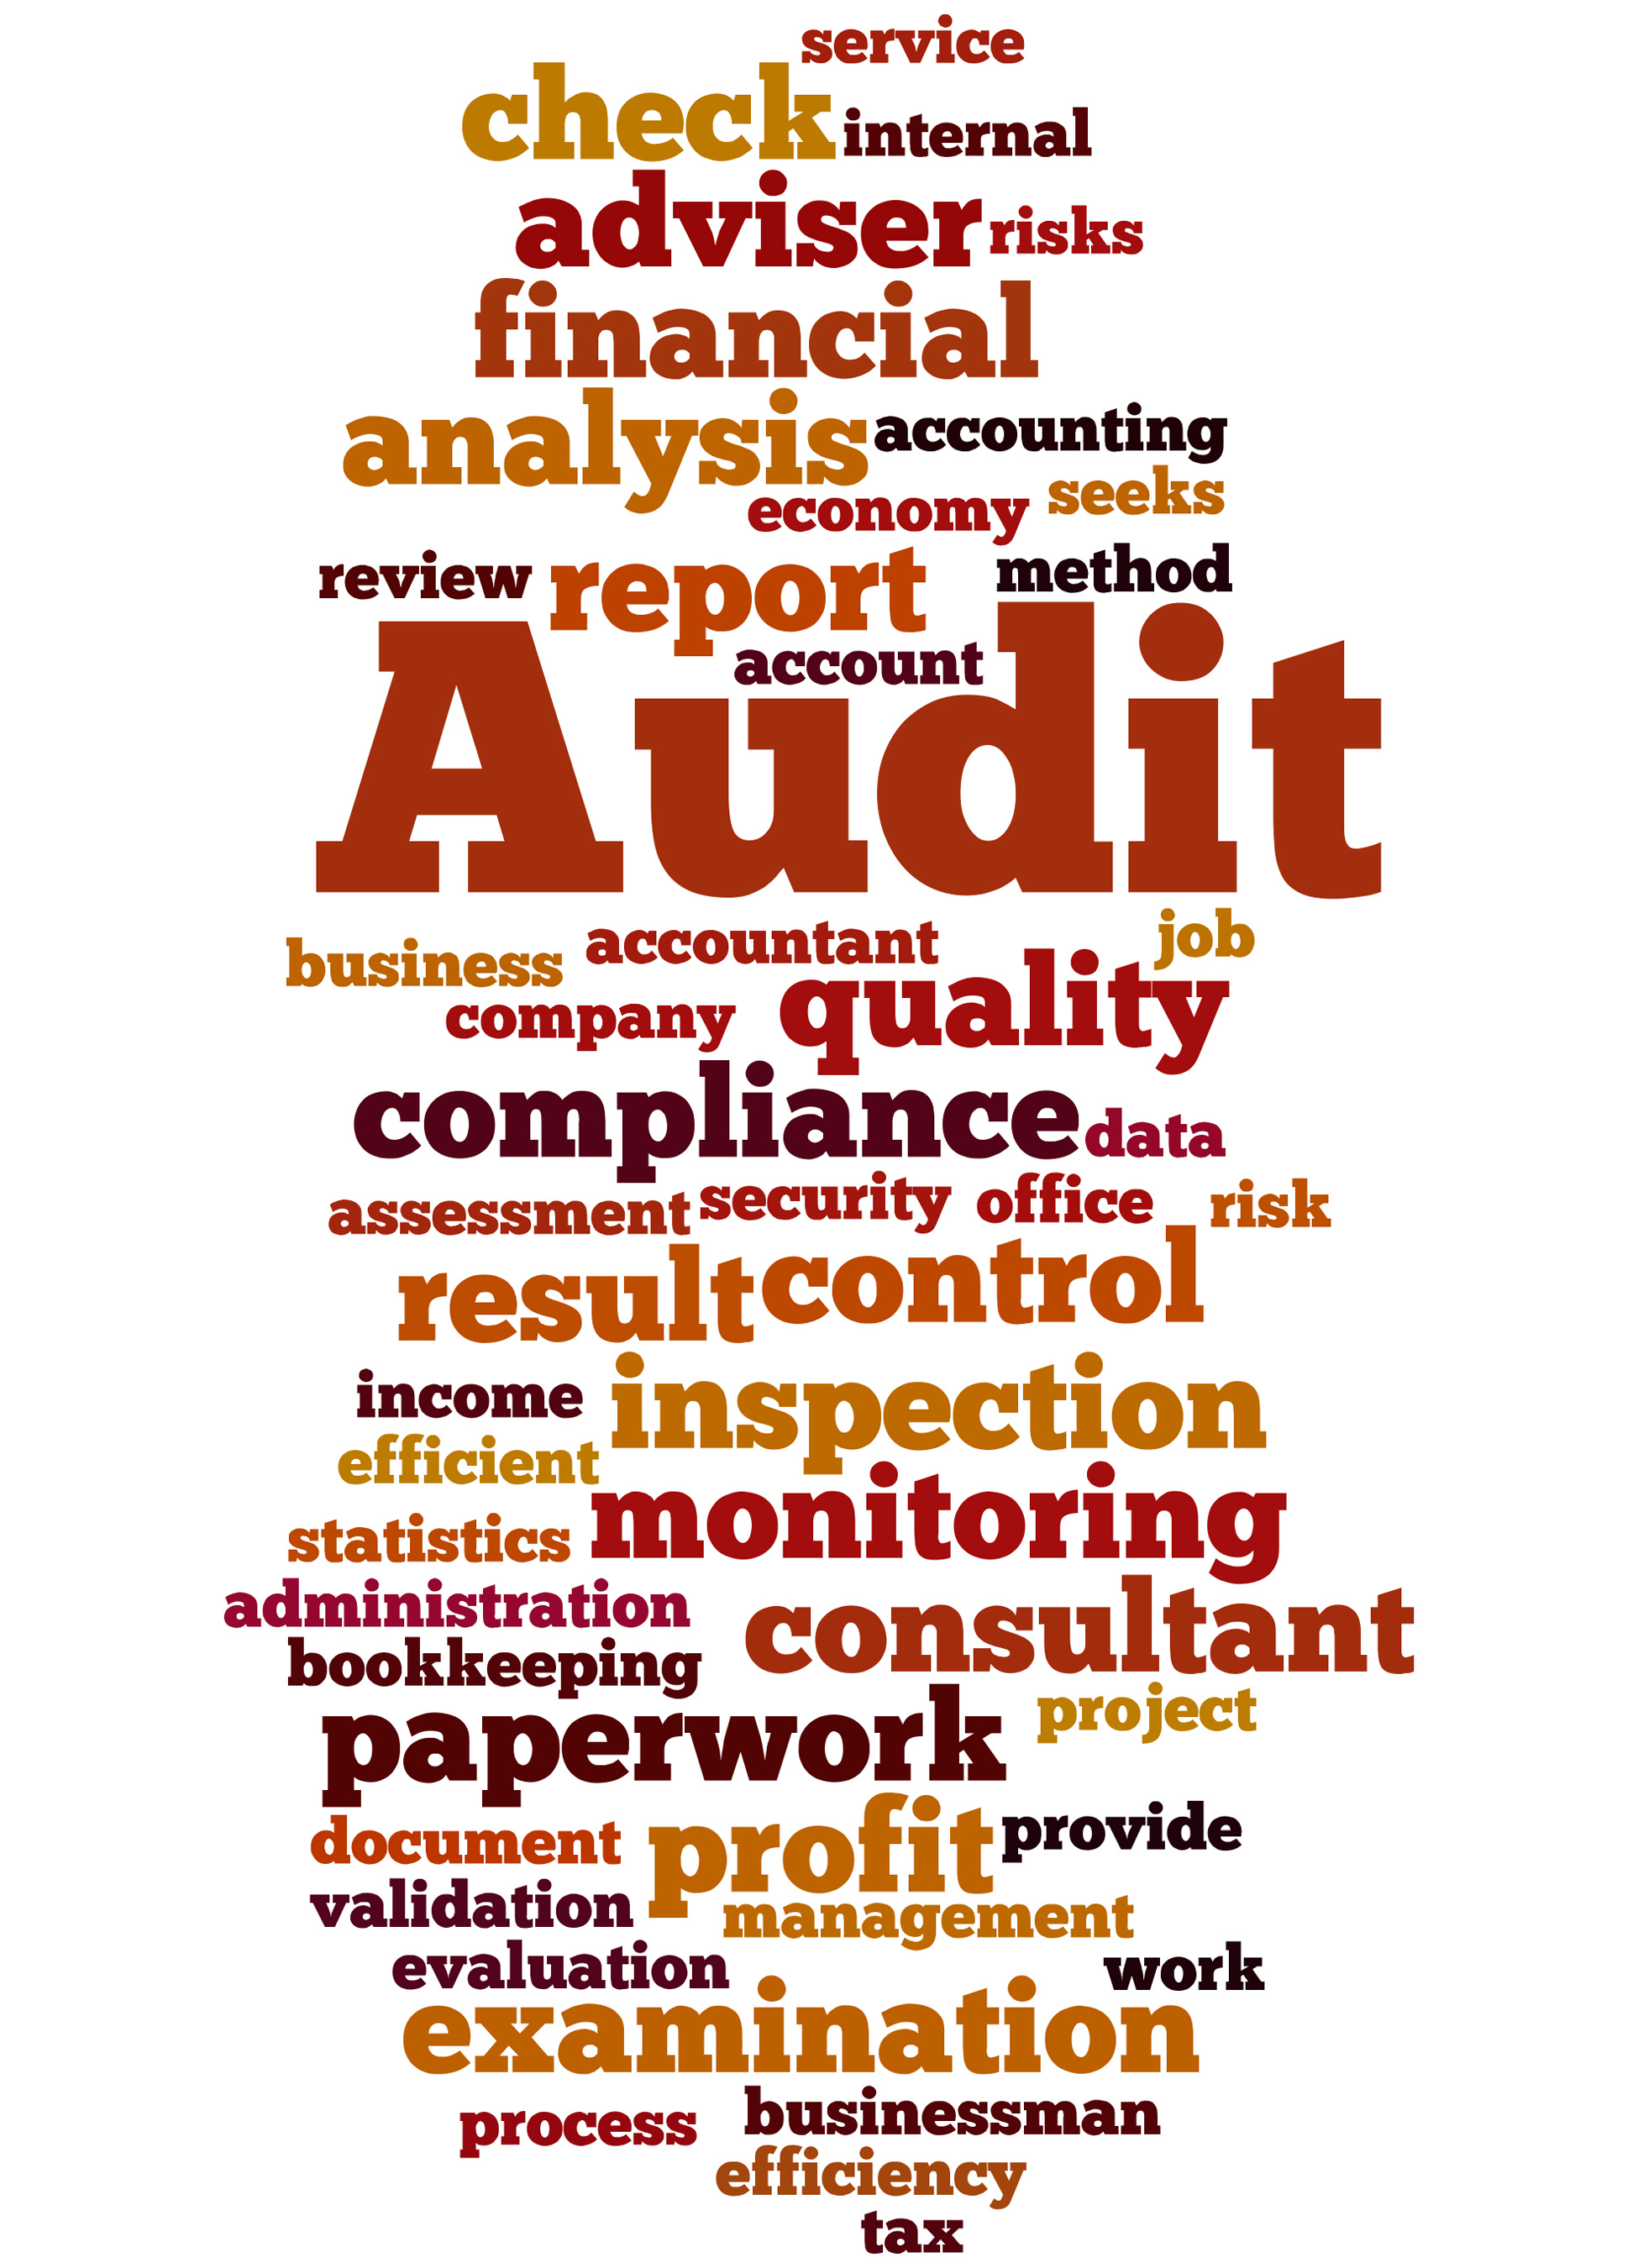 service
check internal
adviser risks
financial
analysis accounting
economy seeks
review report method
account
Audit
business accountant job
company quality
compliance data
assessment security office risk
result control
income inspection
efficient
statistics monitoring
administration consultant
bookkeeping
paperwork project
document profit provide
validation management
evaluation work
examination
process businessman
efficiency
tax